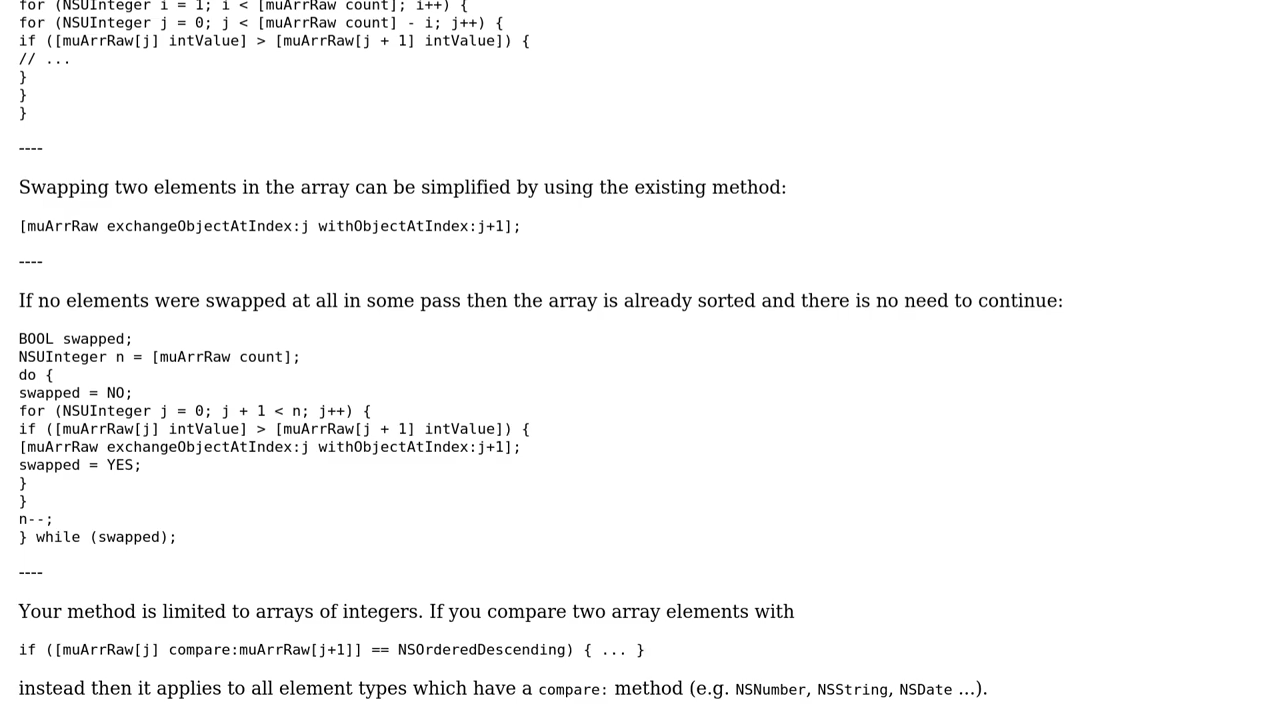 for (NSUInteger i = 1; i < [muArrRaw count]; i++) {
for (NSUInteger j = 0; j < [muArrRaw count] - i; j++) {
if ([muArrRaw[j] intValue] > [muArrRaw[j + 1] intValue]) {
// ...
}
}
}
----
Swapping two elements in the array can be simplified by using the existing method:
[muArrRaw exchangeObjectAtIndex:j withObjectAtIndex:j+1];
----
If no elements were swapped at all in some pass then the array is already sorted and there is no need to continue:
BOOL swapped;
NSUInteger n = [muArrRaw count];
do {
swapped = NO;
for (NSUInteger j = 0; j + 1 < n; j++) {
if ([muArrRaw[j] intValue] > [muArrRaw[j + 1] intValue]) {
[muArrRaw exchangeObjectAtIndex:j withObjectAtIndex:j+1];
swapped = YES;
}
}
n--;
} while (swapped);
----
Your method is limited to arrays of integers. If you compare two array elements with
if ([muArrRaw[j] compare:muArrRaw[j+1]] == NSOrderedDescending) { ... }
instead then it applies to all element types which have a compare: method (e.g. NSNumber, NSString, NSDate ...).